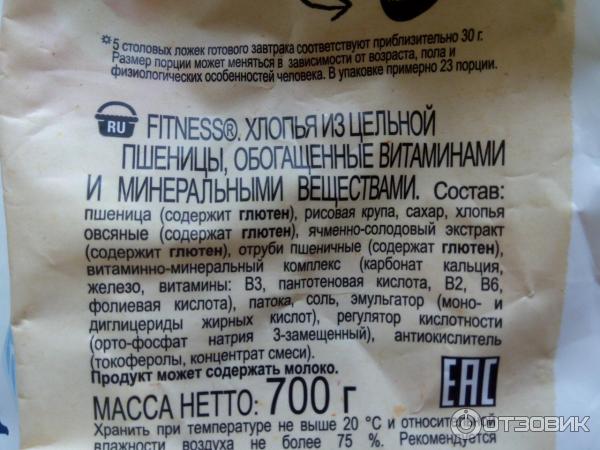 *5 столовых ложек готового завтрака соответствуют приблизительно 30 г.
Размер порции может меняться в зависимости от возраста, пола и
физиологических особенностей человека. В упаковке примерно 23 порции.
RU FITNESS®. ХЛОПЬЯ ИЗ ЦЕЛЬНОЙ
ПШЕНИЦЫ, ОБОГАЩЕННЫЕ ВИТАМИНАМИ
И МИНЕРАЛЬНЫМИ ВЕЩЕСТВАМИ. Состав:
пшеница (содержит глютен), рисовая крупа, сахар, хлопья
овсяные (содержат глютен), ячменно-солодовый экстракт
(содержит глютен), отруби пшеничные (содержат глютен),
витаминно-минеральный комплекс (карбонат кальция,
железо, витамины: B3, пантотеновая кислота, B2, B6,
фолиевая кислота), патока, соль, эмульгатор (моно- и
диглицериды жирных кислот), регулятор кислотности
(орто-фосфат натрия 3-замещенный), антиокислитель
(токоферолы, концентрат смеси).
Продукт может содержать молоко.
МАССА НЕТТО: 700 г
EAC
Хранить при температуре не выше 20 °C и относительной
влажности воздуха не более 75 %. Рекомендуется
ОТЗОВИК